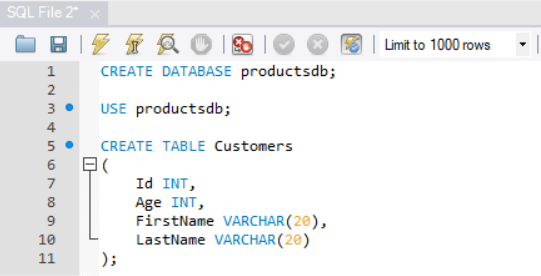 SQL File 2*
Limit to 1000 rows
1 CREATE DATABASE productsdb;
2
3 USE productsdb;
4
5 CREATE TABLE Customers
6 (
7 Id INT,
8 Age INT,
9 FirstName VARCHAR(20),
10 LastName VARCHAR(20)
11 );